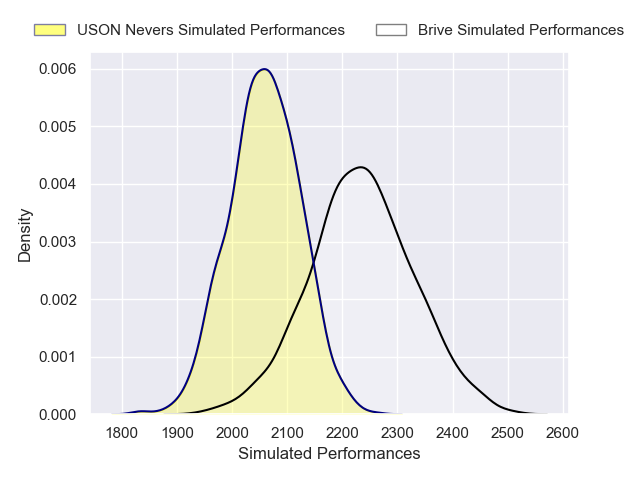 USON Nevers Simulated Performances Brive Simulated Performances
0.006
0.005
0.004
0.003
0.002
0.001
0.000
Density
1800 1900 2000 2100 2200 2300 2400 2500 2600
Simulated Performances